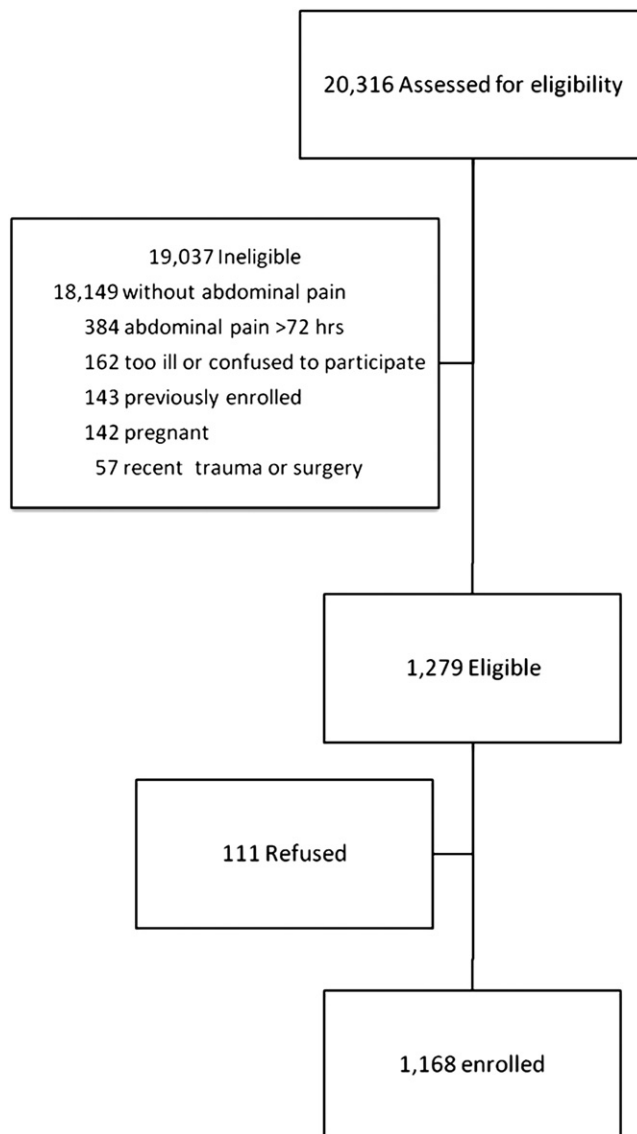 20,316 Assessed for eligibility
19,037 Ineligible
18,149 without abdominal pain
384 abdominal pain >72 hrs
162 too ill or confused to participate
143 previously enrolled
142 pregnant
57 recent trauma or surgery
1,279 Eligible
111 Refused
1,168 enrolled